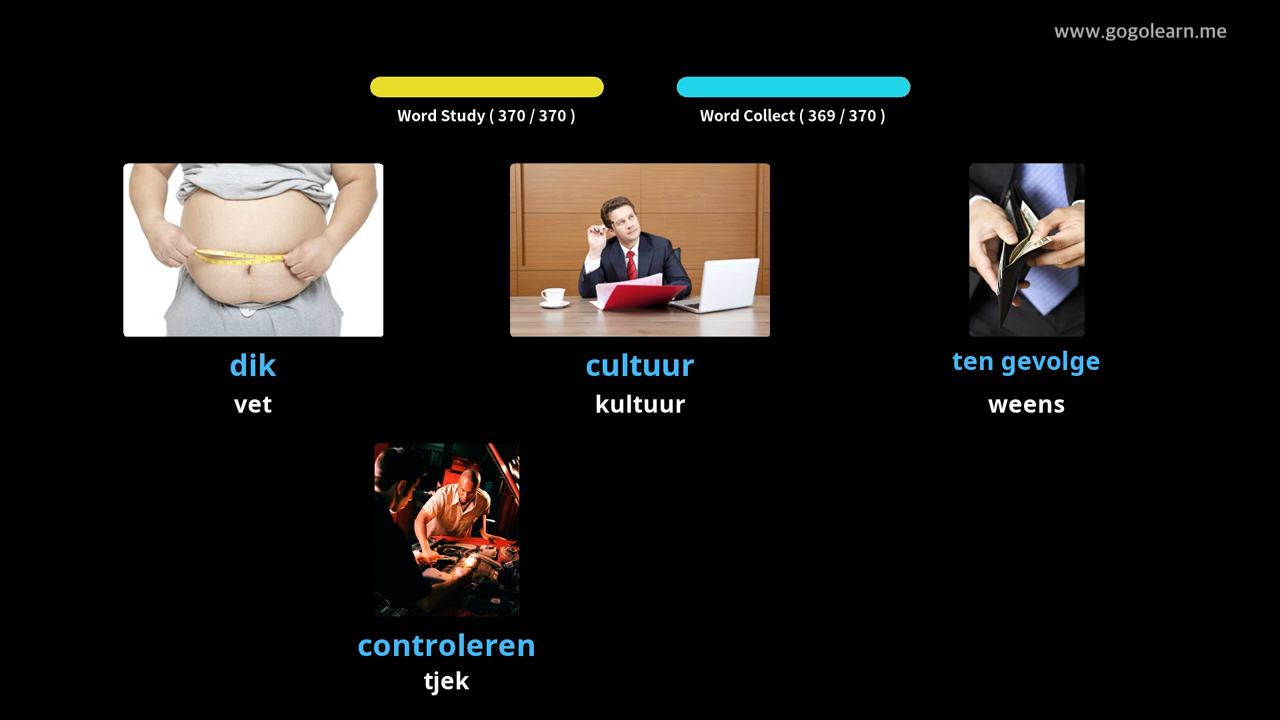 www.gogolearn.me
Word Study ( 370 / 370 )
Word Collect ( 369 / 370 )
dik
cultuur
ten gevolge
vet
kultuur
weens
controleren
tjek